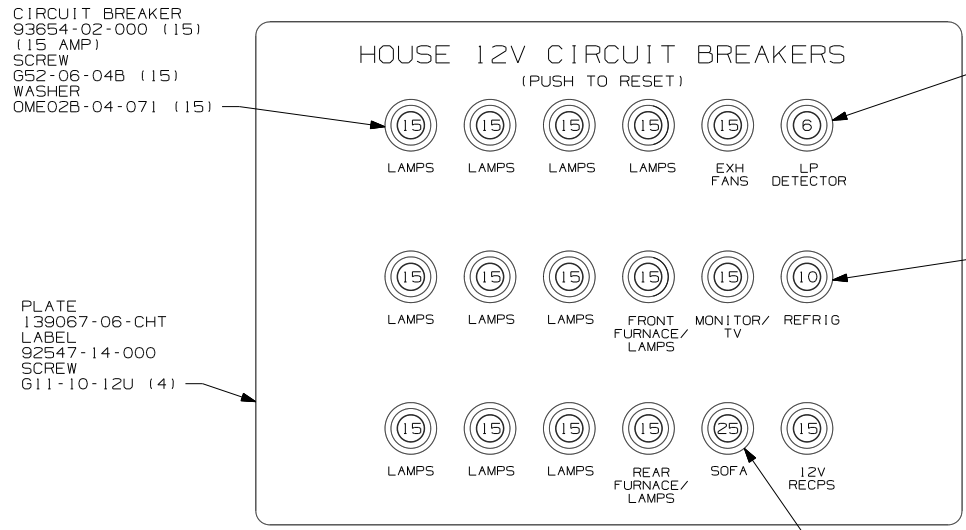 CIRCUIT BREAKER
93654-02-000 (15)
(15 AMP)
SCREW
G52-06-04B (15)
WASHER
OME02B-04-071 (15)
HOUSE 12V CIRCUIT BREAKERS
(PUSH TO RESET)
15 15 15 15 15 6
LAMPS LAMPS LAMPS LAMPS EXH LP
FANS DETECTOR
15 15 15 15 15 10
LAMPS LAMPS LAMPS FRONT MONITOR/ REFRIG
FURNACE/ TV
LAMPS
PLATE
139067-06-CHT
LABEL
92547-14-000
SCREW
G11-10-12U (4)
15 15 15 15 25 15
LAMPS LAMPS LAMPS REAR SOFA 12V
FURNACE/ RECPS
LAMPS